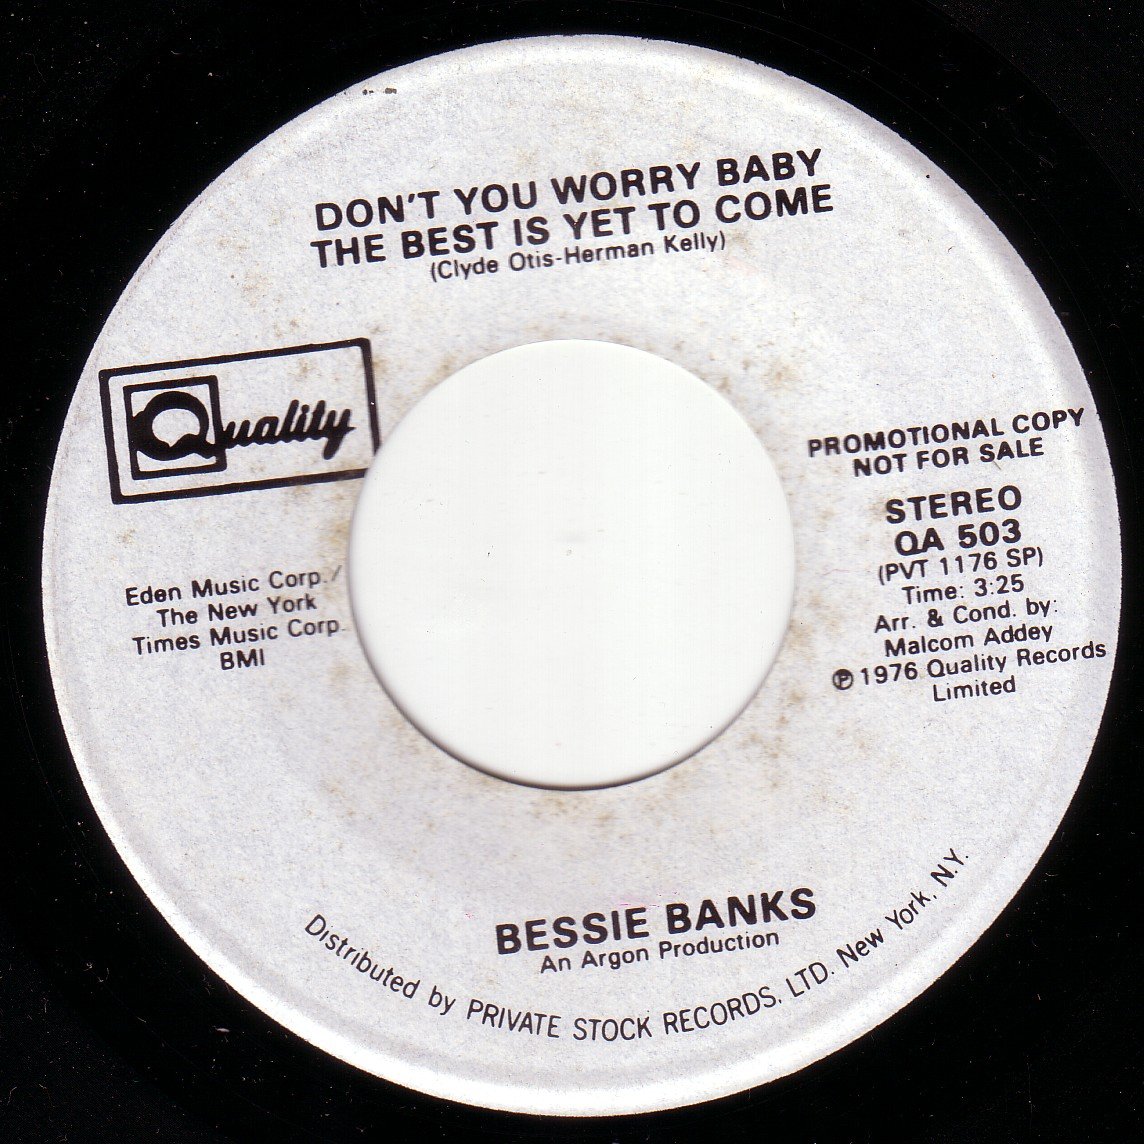 DON'T YOU WORRY BABY
THE BEST IS YET TO COME
(Clyde Otis-Herman Kelly)
Quality
PROMOTIONAL COPY
NOT FOR SALE
STEREO
QA 503
(PVT 1176 SP)
Time: 3:25
Arr. & Cond. by:
Malcom Addey
℗ 1976 Quality Records
Limited
Eden Music Corp./
The New York
Times Music Corp.
BMI
BESSIE BANKS
An Argon Production
Distributed by PRIVATE STOCK RECORDS, LTD. New York, N.Y.